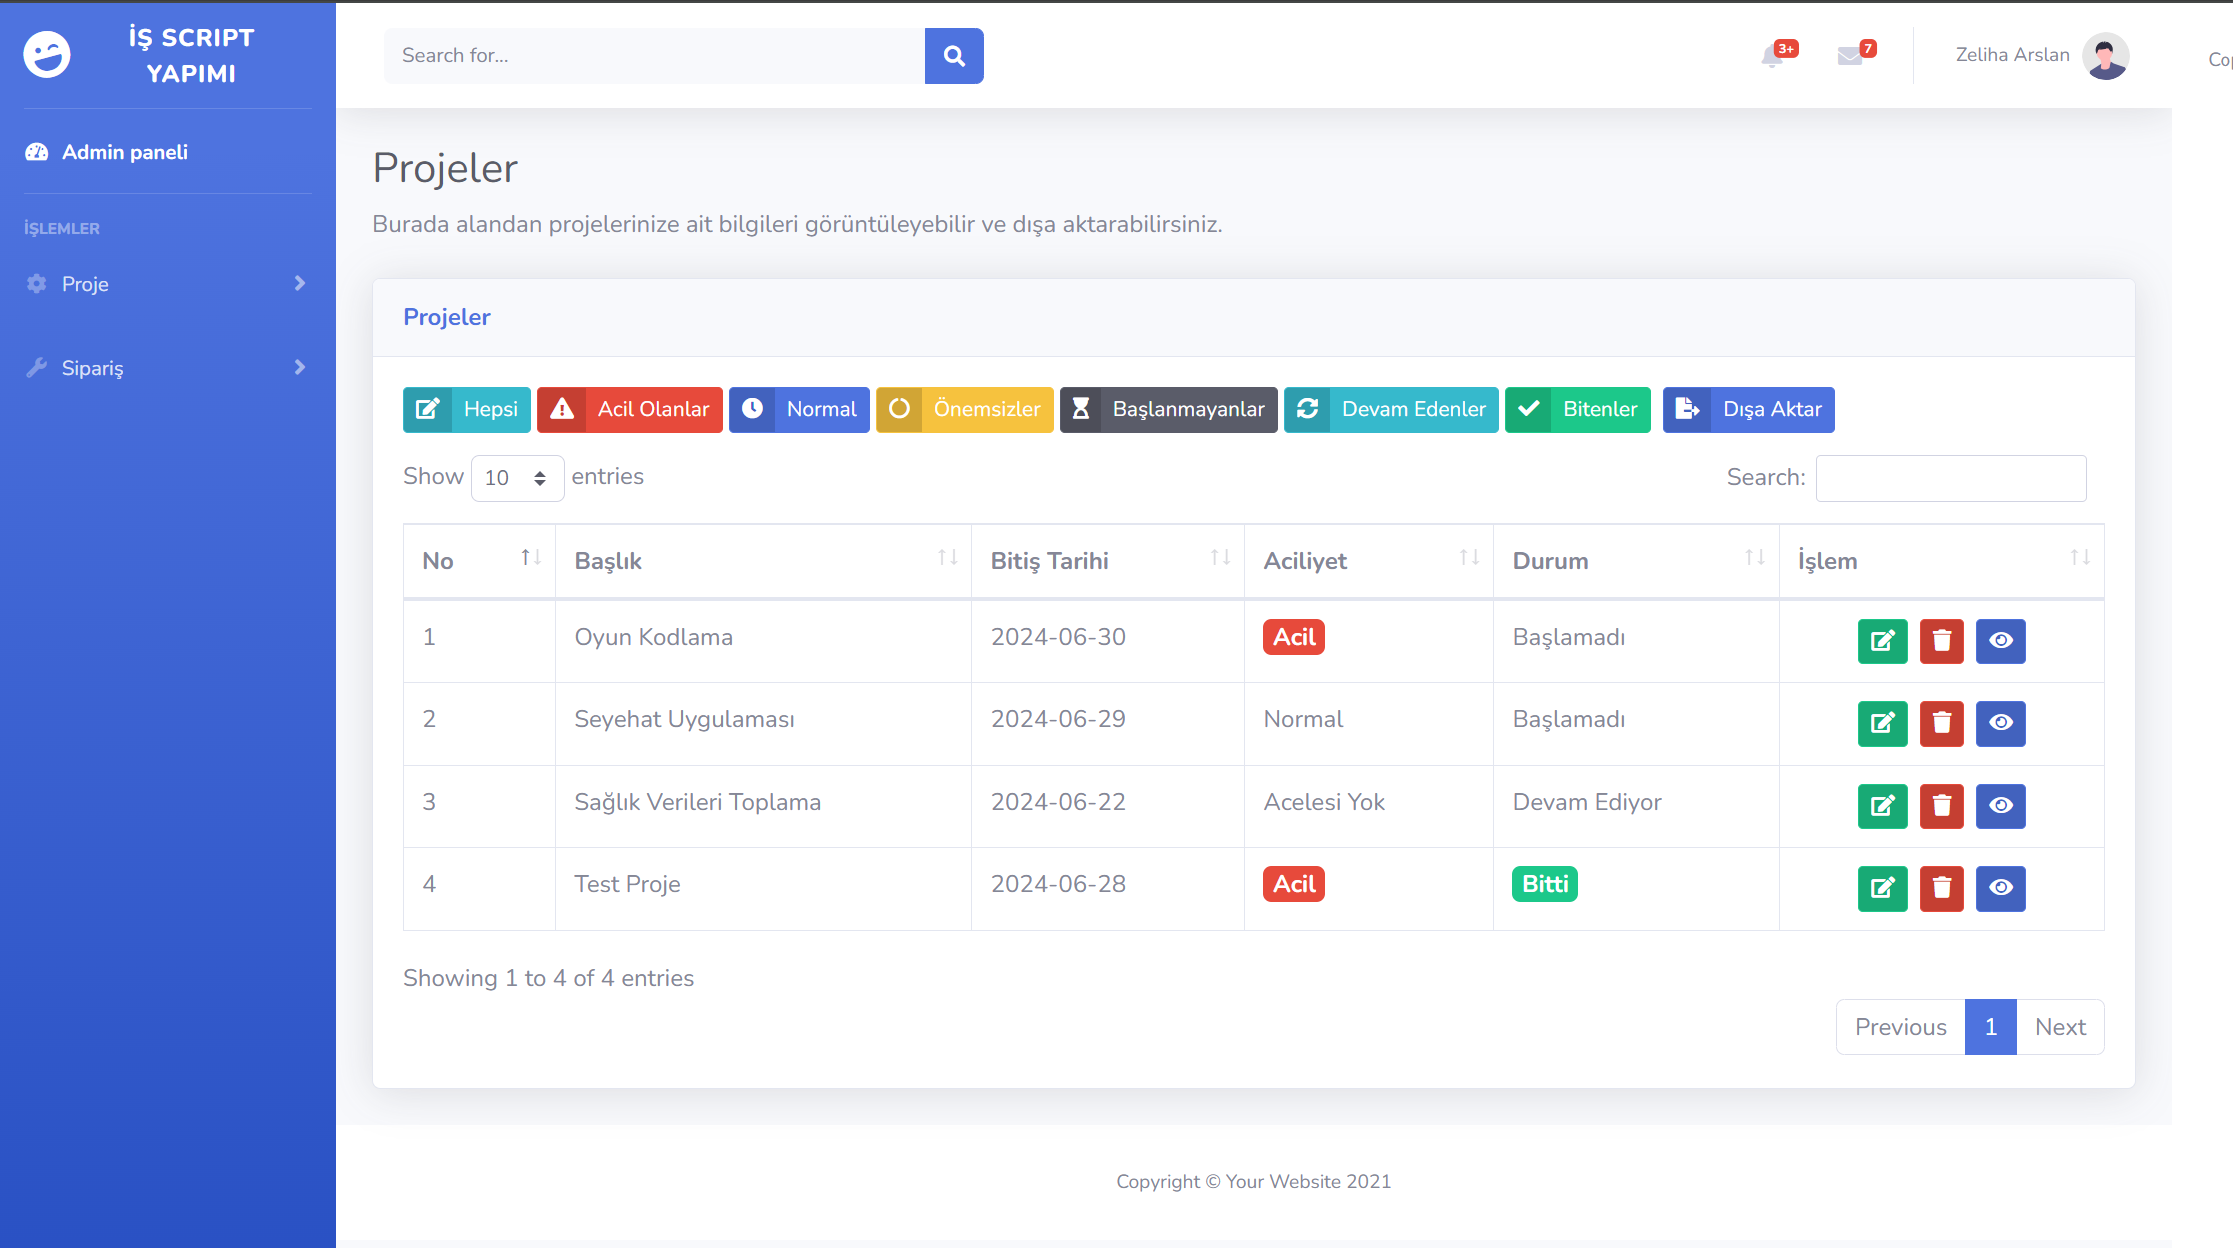 İŞ SCRIPT
YAPIMI
Search for...
3+
7
Zeliha Arslan
Admin paneli
İŞLEMLER
Proje
Sipariş
Projeler
Burada alandan projelerinize ait bilgileri görüntüleyebilir ve dışa aktarabilirsiniz.
Projeler
Hepsi Acil Olanlar Normal Önemsizler Başlanmayanlar Devam Edenler Bitenler Dışa Aktar
Show 10 entries Search:
No Başlık Bitiş Tarihi Aciliyet Durum İşlem
1 Oyun Kodlama 2024-06-30 Acil Başlamadı
2 Seyehat Uygulaması 2024-06-29 Normal Başlamadı
3 Sağlık Verileri Toplama 2024-06-22 Acelesi Yok Devam Ediyor
4 Test Proje 2024-06-28 Acil Bitti
Showing 1 to 4 of 4 entries
Previous 1 Next
Copyright © Your Website 2021